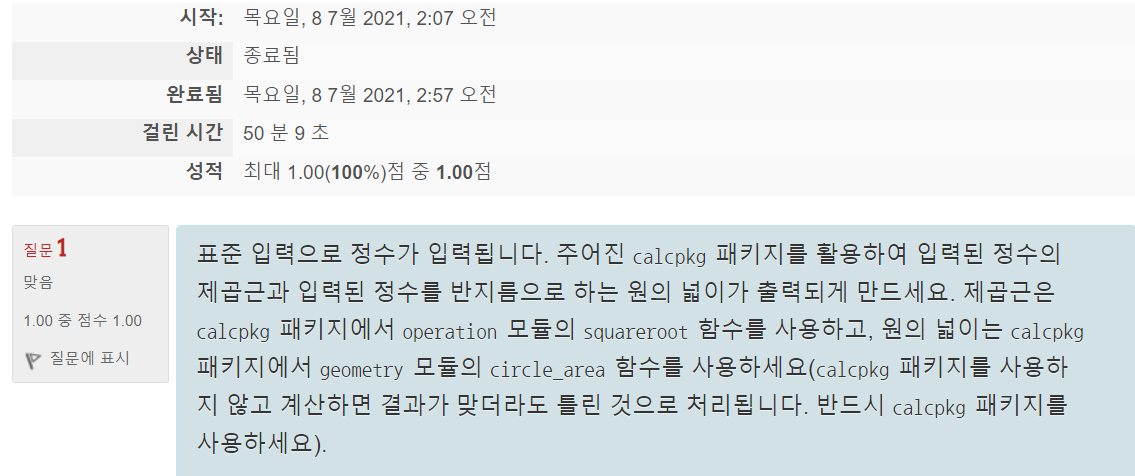 시작: 목요일, 8 7월 2021, 2:07 오전
상태 종료됨
완료됨 목요일, 8 7월 2021, 2:57 오전
걸린 시간 50 분 9 초
성적 최대 1.00(100%)점 중 1.00점
질문 1
맞음
1.00 중 점수 1.00
질문에 표시
표준 입력으로 정수가 입력됩니다. 주어진 calcpkg 패키지를 활용하여 입력된 정수의
제곱근과 입력된 정수를 반지름으로 하는 원의 넓이가 출력되게 만드세요. 제곱근은
calcpkg 패키지에서 operation 모듈의 squareroot 함수를 사용하고, 원의 넓이는 calcpkg
패키지에서 geometry 모듈의 circle_area 함수를 사용하세요(calcpkg 패키지를 사용하
지 않고 계산하면 결과가 맞더라도 틀린 것으로 처리됩니다. 반드시 calcpkg 패키지를
사용하세요).